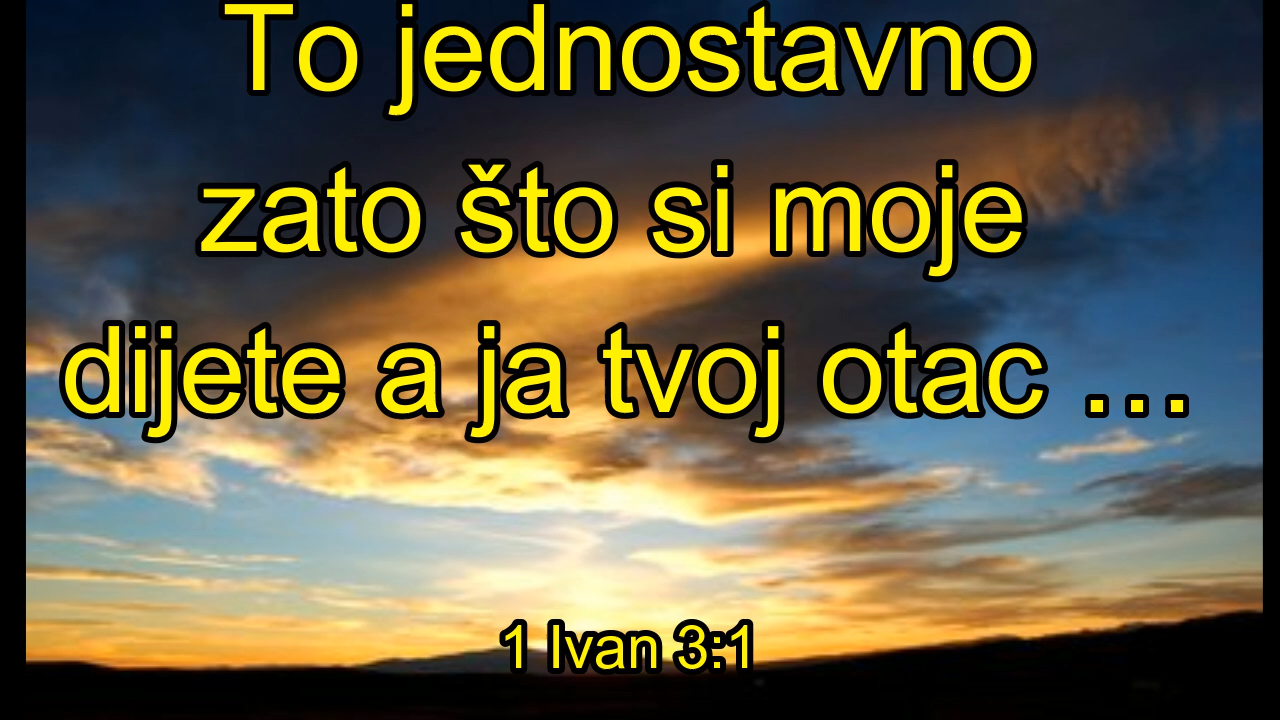 To jednostavno
zato što si moje
dijete a ja tvoj otac ...
1 Ivan 3:1